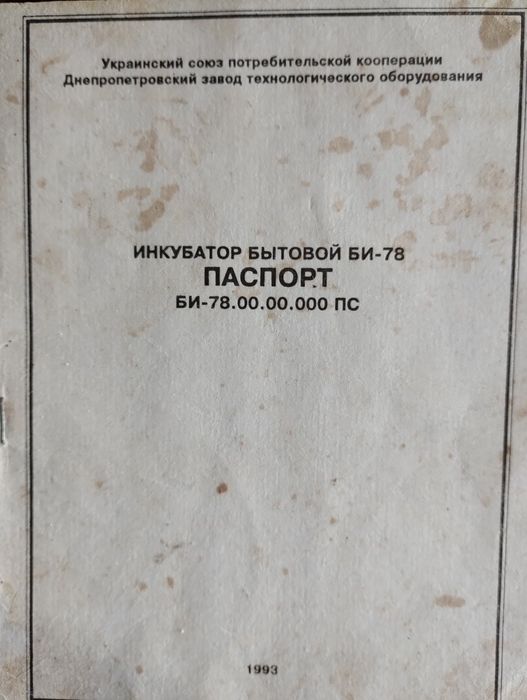 Украинский союз потребительской кооперации
Днепропетровский завод технологического оборудования
ИНКУБАТОР БЫТОВОЙ БИ-78
ПАСПОРТ
БИ-78.00.00.000 ПС
1993